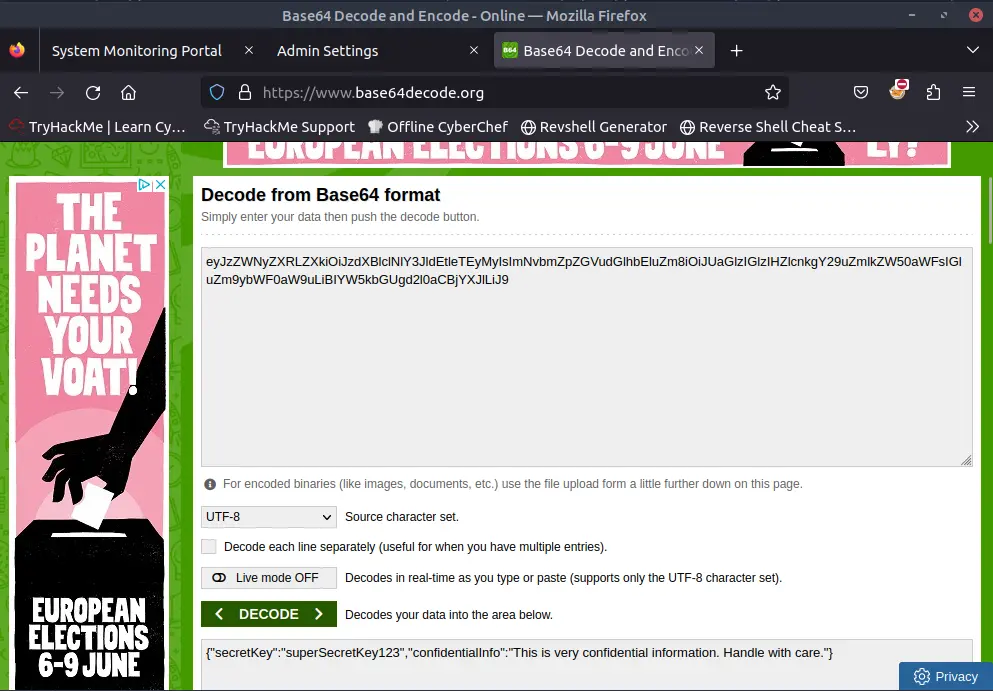 Base64 Decode and Encode - Online — Mozilla Firefox
System Monitoring Portal
Admin Settings
B64
Base64 Decode and Enco
https://www.base64decode.org
TryHackMe | Learn Cy…
TryHackMe Support
Offline CyberChef
Revshell Generator
Reverse Shell Cheat S…
EUROPEAN ELECTIONS 6-9 JUNE
LY?
THE
PLANET
NEEDS
YOUR
VOAT!
EUROPEAN
ELECTIONS
6-9 JUNE
Decode from Base64 format
Simply enter your data then push the decode button.
eyJzZWNyZXRLZXkiOiJzdXBlclNlY3JldEtleTEyMyIsImNvbmZpZGVudGlhbEluZm8iOiJUaGlzIGlzIHZlcnkgY29uZmlkZW50aWFsIGl
uZm9ybWF0aW9uLiBIYW5kbGUgd2l0aCBjYXJlLiJ9
For encoded binaries (like images, documents, etc.) use the file upload form a little further down on this page.
UTF-8
Source character set.
Decode each line separately (useful for when you have multiple entries).
Live mode OFF
Decodes in real-time as you type or paste (supports only the UTF-8 character set).
DECODE
Decodes your data into the area below.
{"secretKey":"superSecretKey123","confidentialInfo":"This is very confidential information. Handle with care."}
Privacy